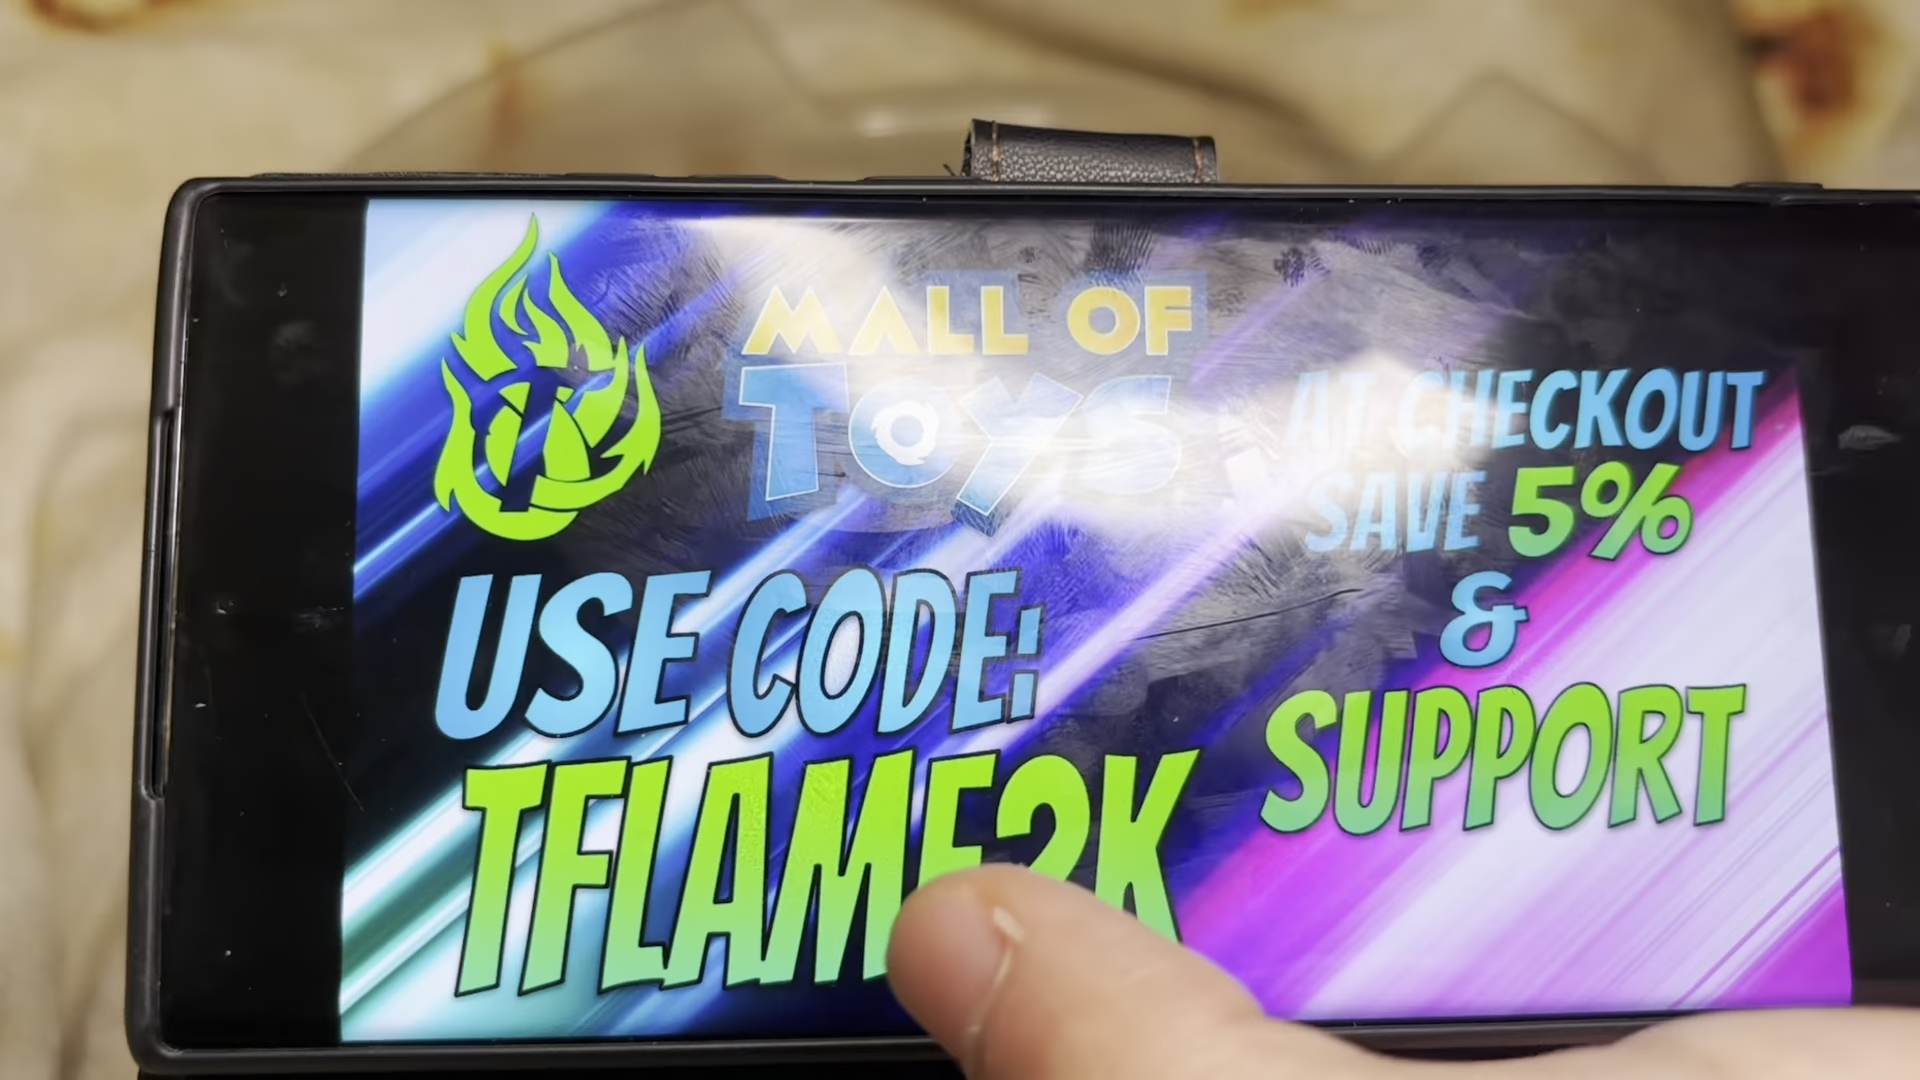 MALL OF
TOYS
USE CODE:
TFLAME2K
AT CHECKOUT
SAVE 5%
&
SUPPORT